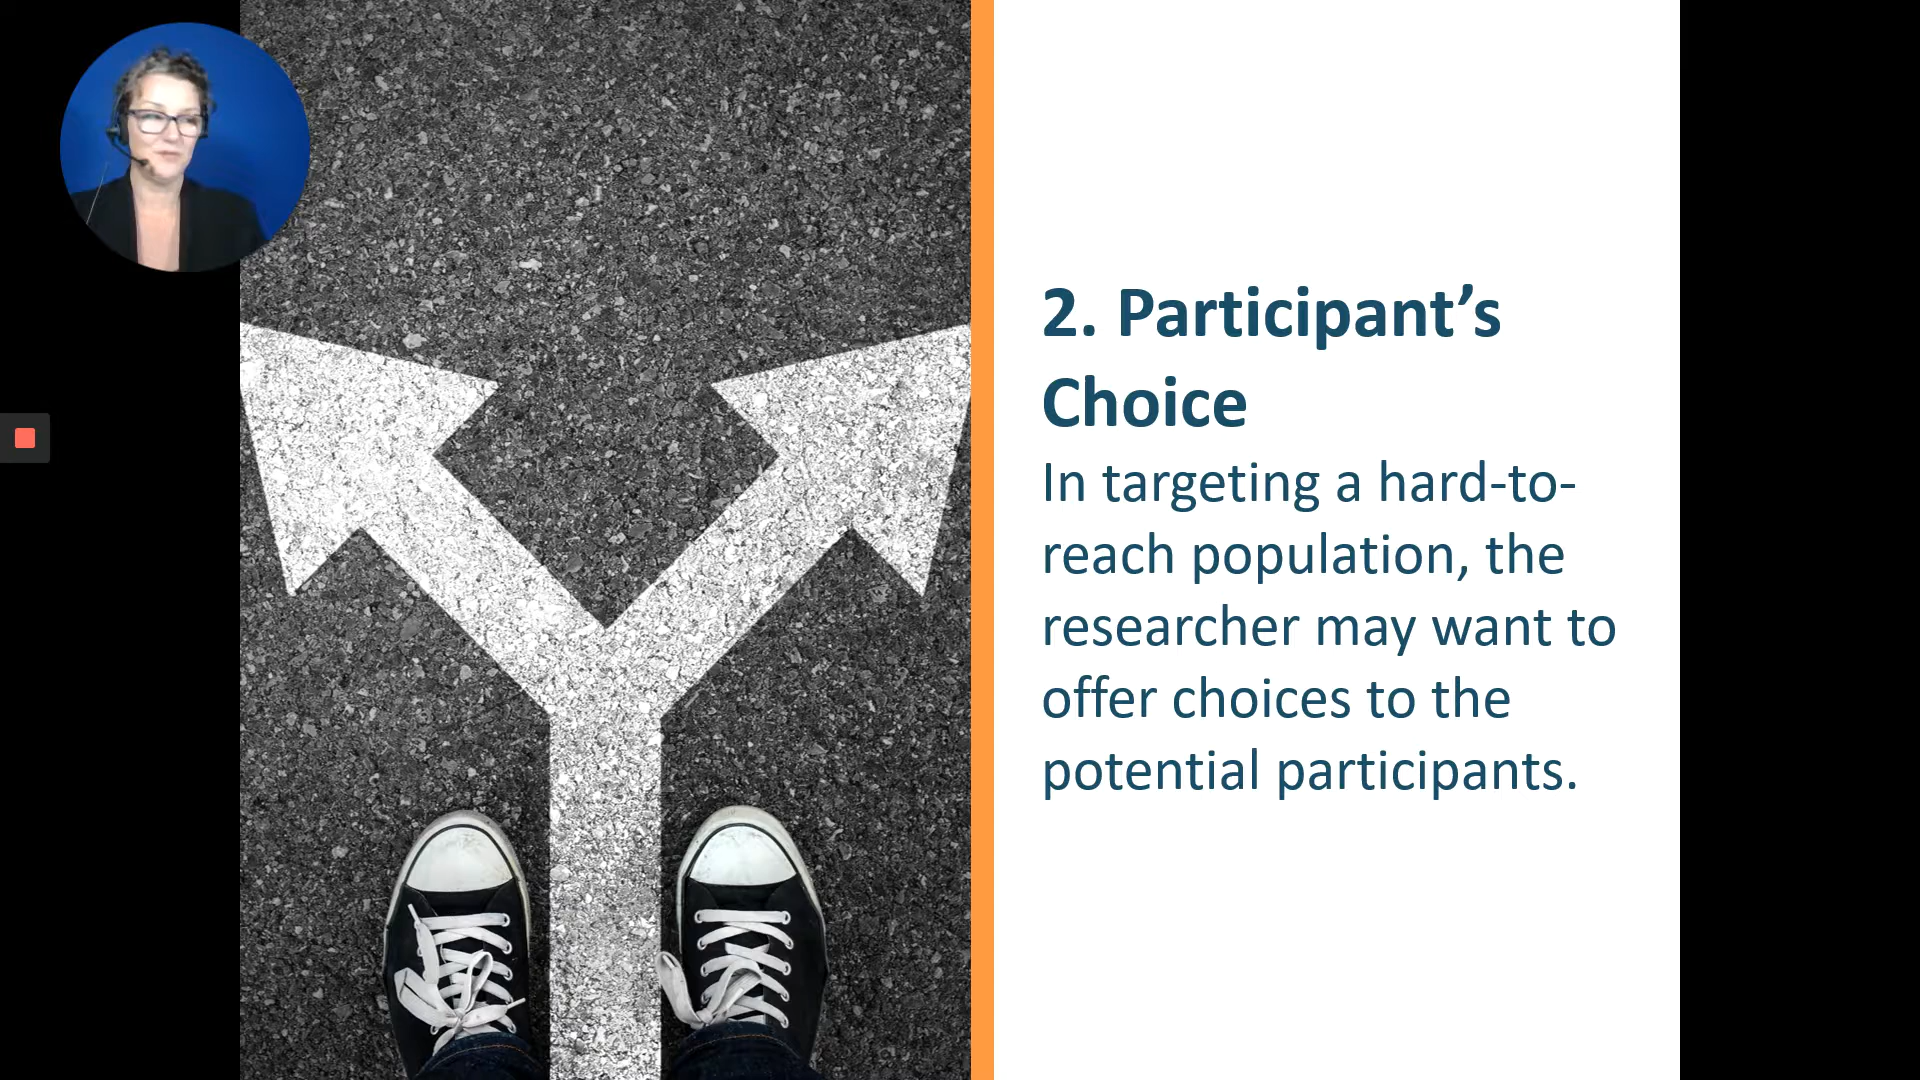 2. Participant’s
Choice
In targeting a hard-to-
reach population, the
researcher may want to
offer choices to the
potential participants.